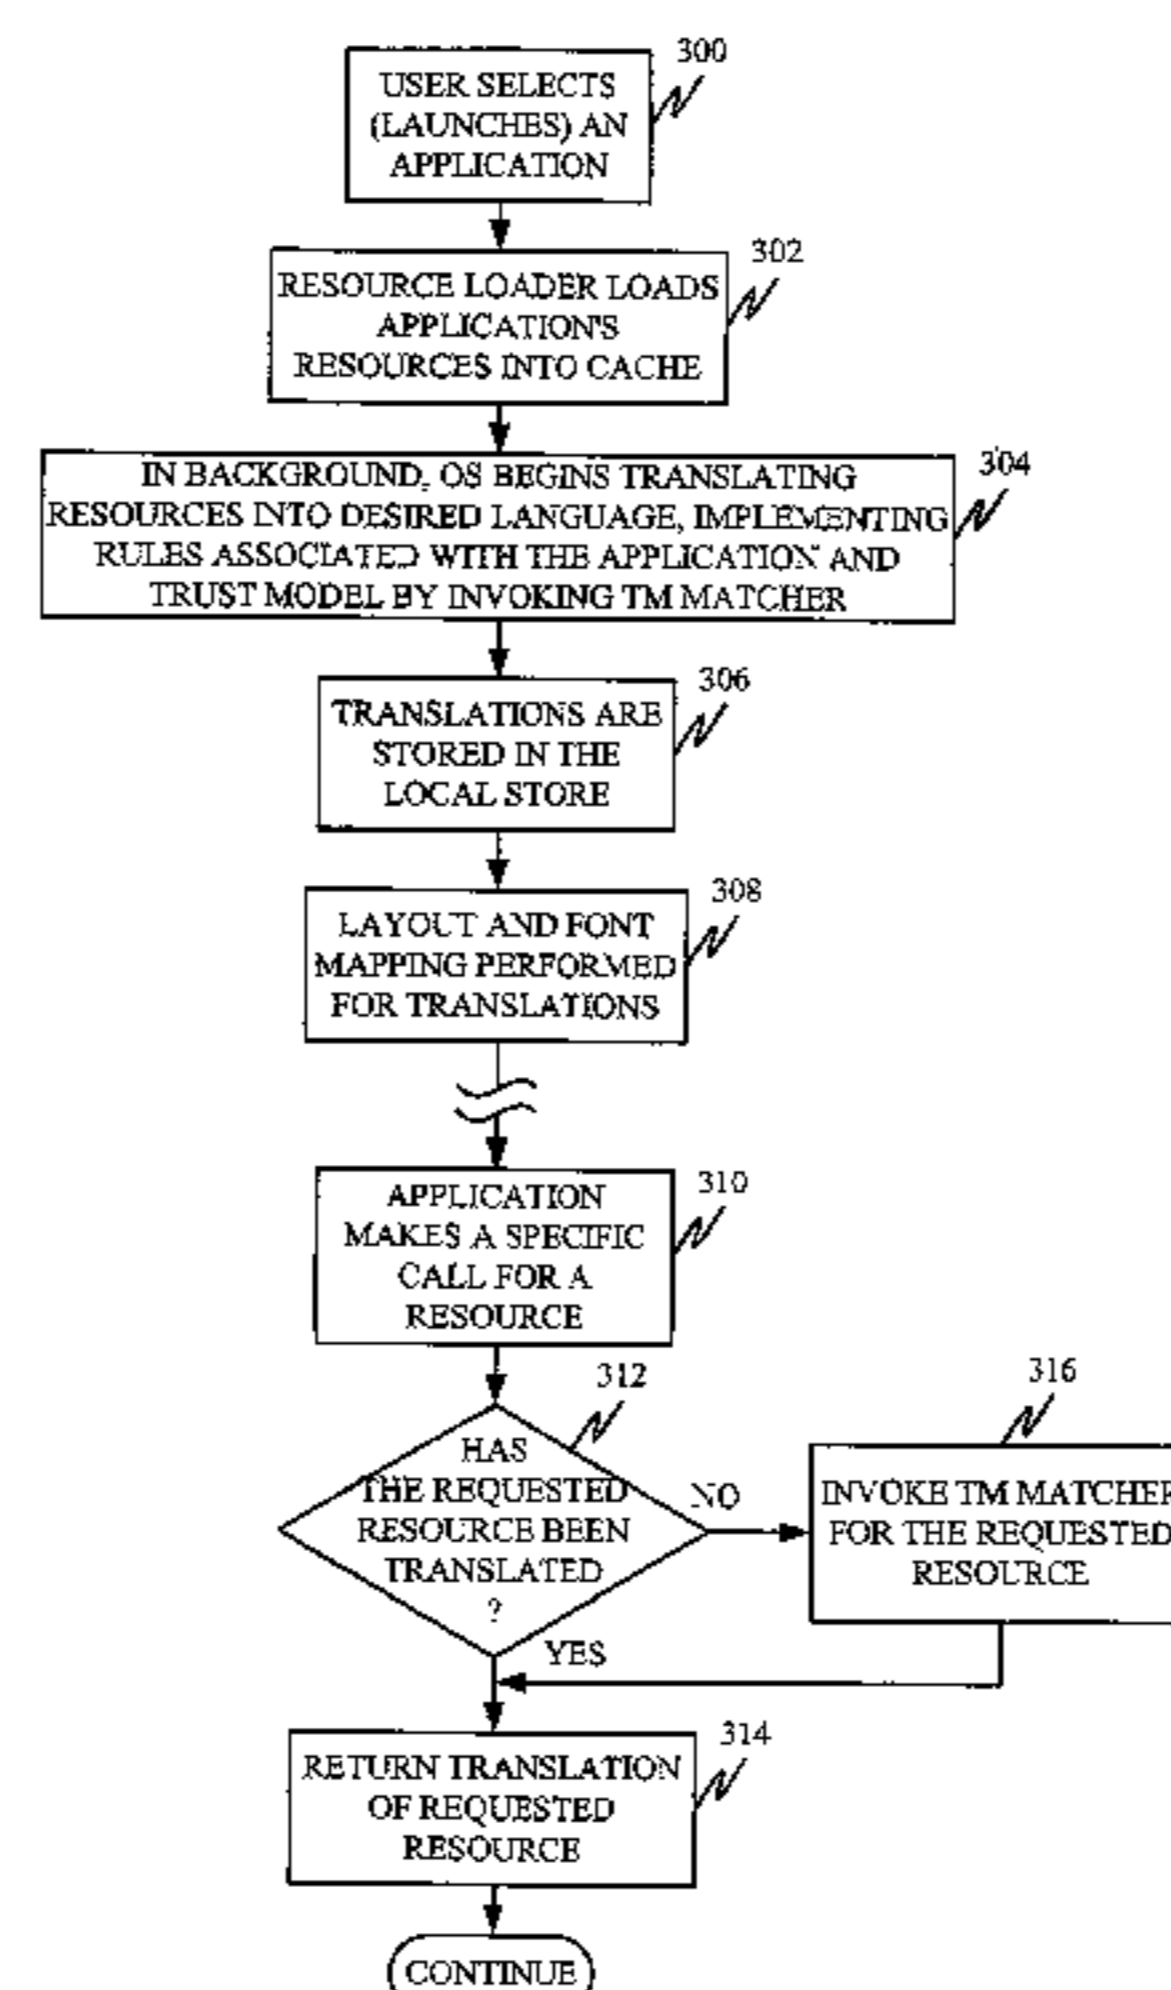 300
USER SELECTS
(LAUNCHES) AN
APPLICATION
302
RESOURCE LOADER LOADS
APPLICATION'S
RESOURCES INTO CACHE
304
IN BACKGROUND, OS BEGINS TRANSLATING
RESOURCES INTO DESIRED LANGUAGE, IMPLEMENTING
RULES ASSOCIATED WITH THE APPLICATION AND
TRUST MODEL BY INVOKING TM MATCHER
306
TRANSLATIONS ARE
STORED IN THE
LOCAL STORE
308
LAYOUT AND FONT
MAPPING PERFORMED
FOR TRANSLATIONS
310
APPLICATION
MAKES A SPECIFIC
CALL FOR A
RESOURCE
312
HAS
THE REQUESTED
RESOURCE BEEN
TRANSLATED
?
NO
316
INVOKE TM MATCHER
FOR THE REQUESTED
RESOURCE
YES
314
RETURN TRANSLATION
OF REQUESTED
RESOURCE
CONTINUE